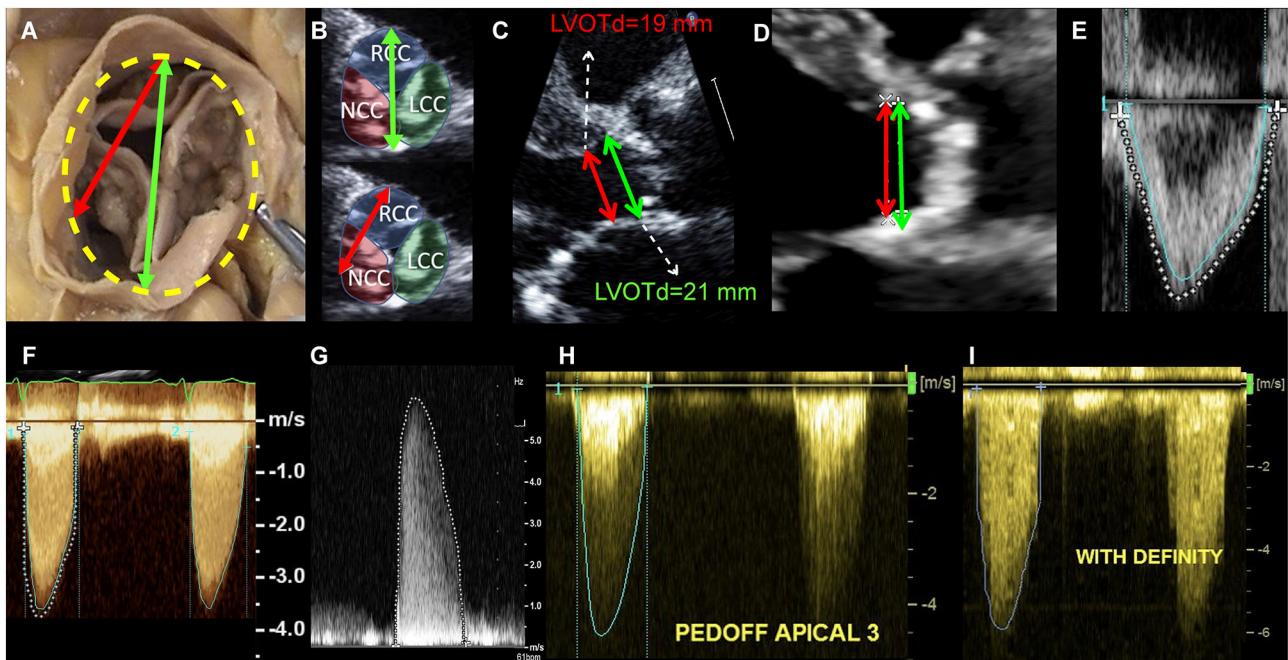 A
B
RCC
NCC
LCC
RCC
NCC
LCC
C
LVOTd=19 mm
LVOTd=21 mm
D
E
1
F
1
2
m/s
-1.0
-2.0
-3.0
-4.0
G
Hz
5.0
4.0
3.0
2.0
1.0
m/s
61bpm
H
1
[m/s]
-2
-4
PEDOFF APICAL 3
I
[m/s]
-2
-4
-6
WITH DEFINITY